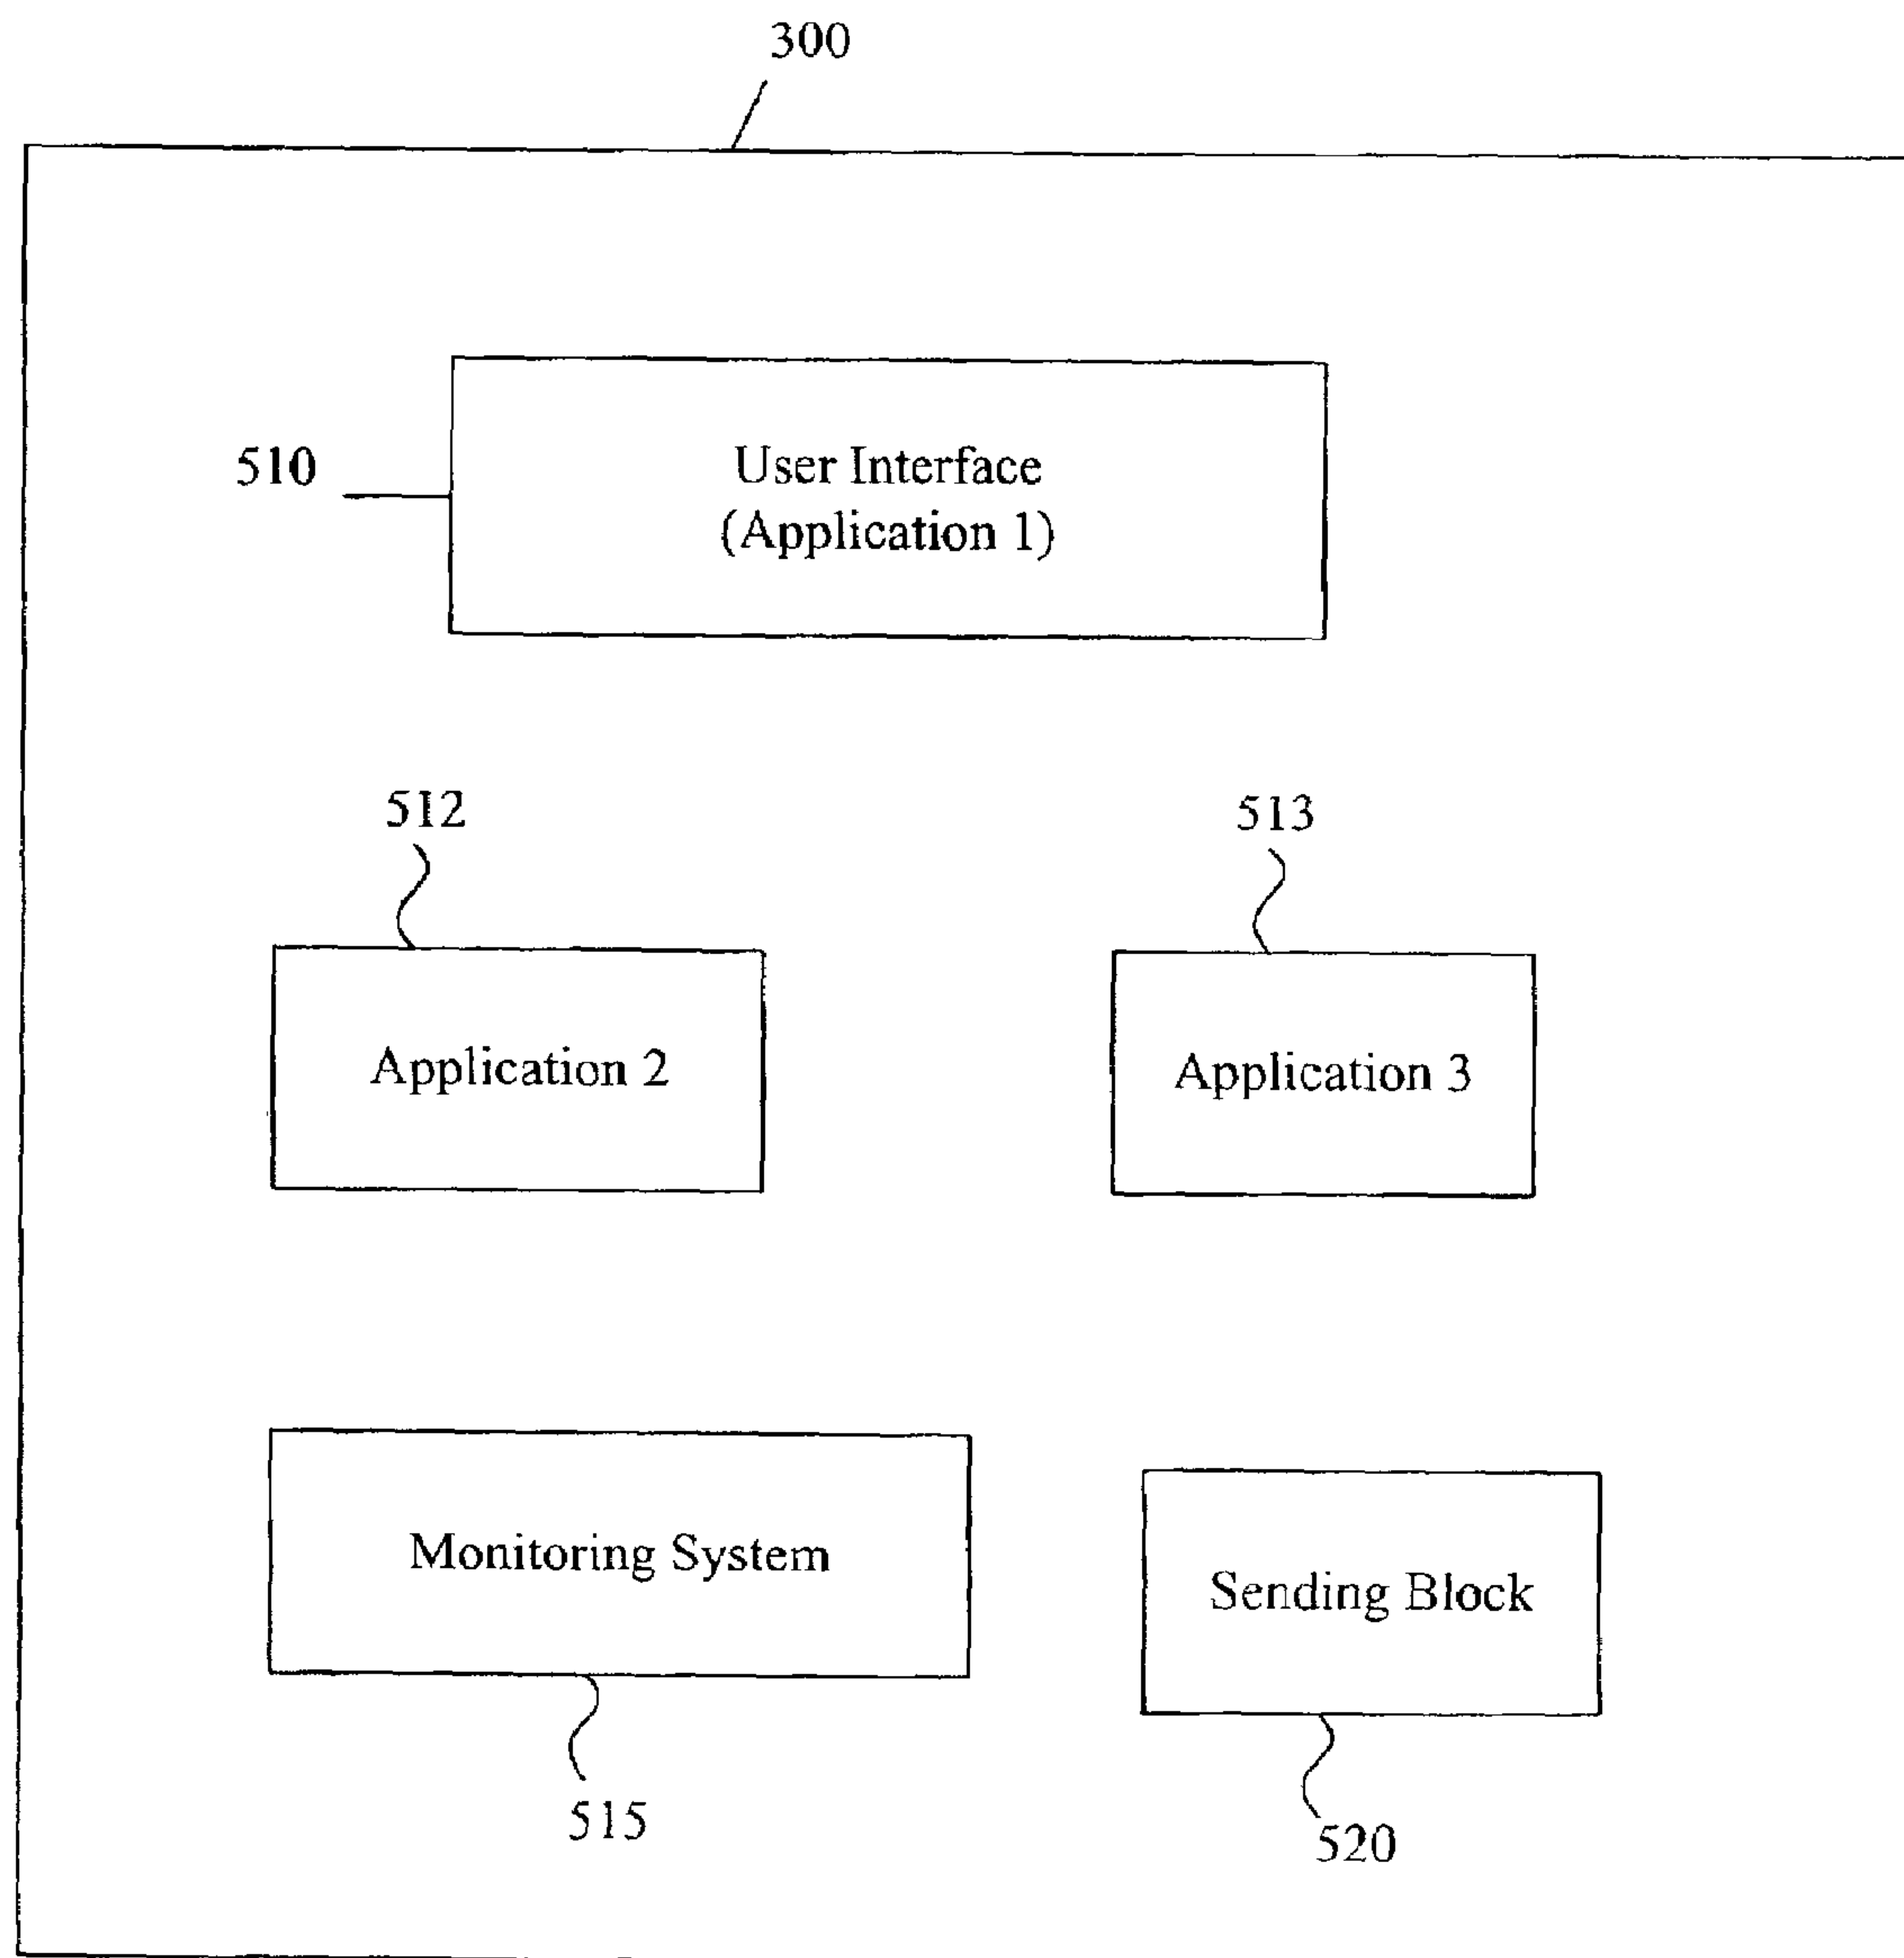 300
510
User Interface
(Application 1)
512
513
Application 2
Application 3
Monitoring System
Sending Block
515
520